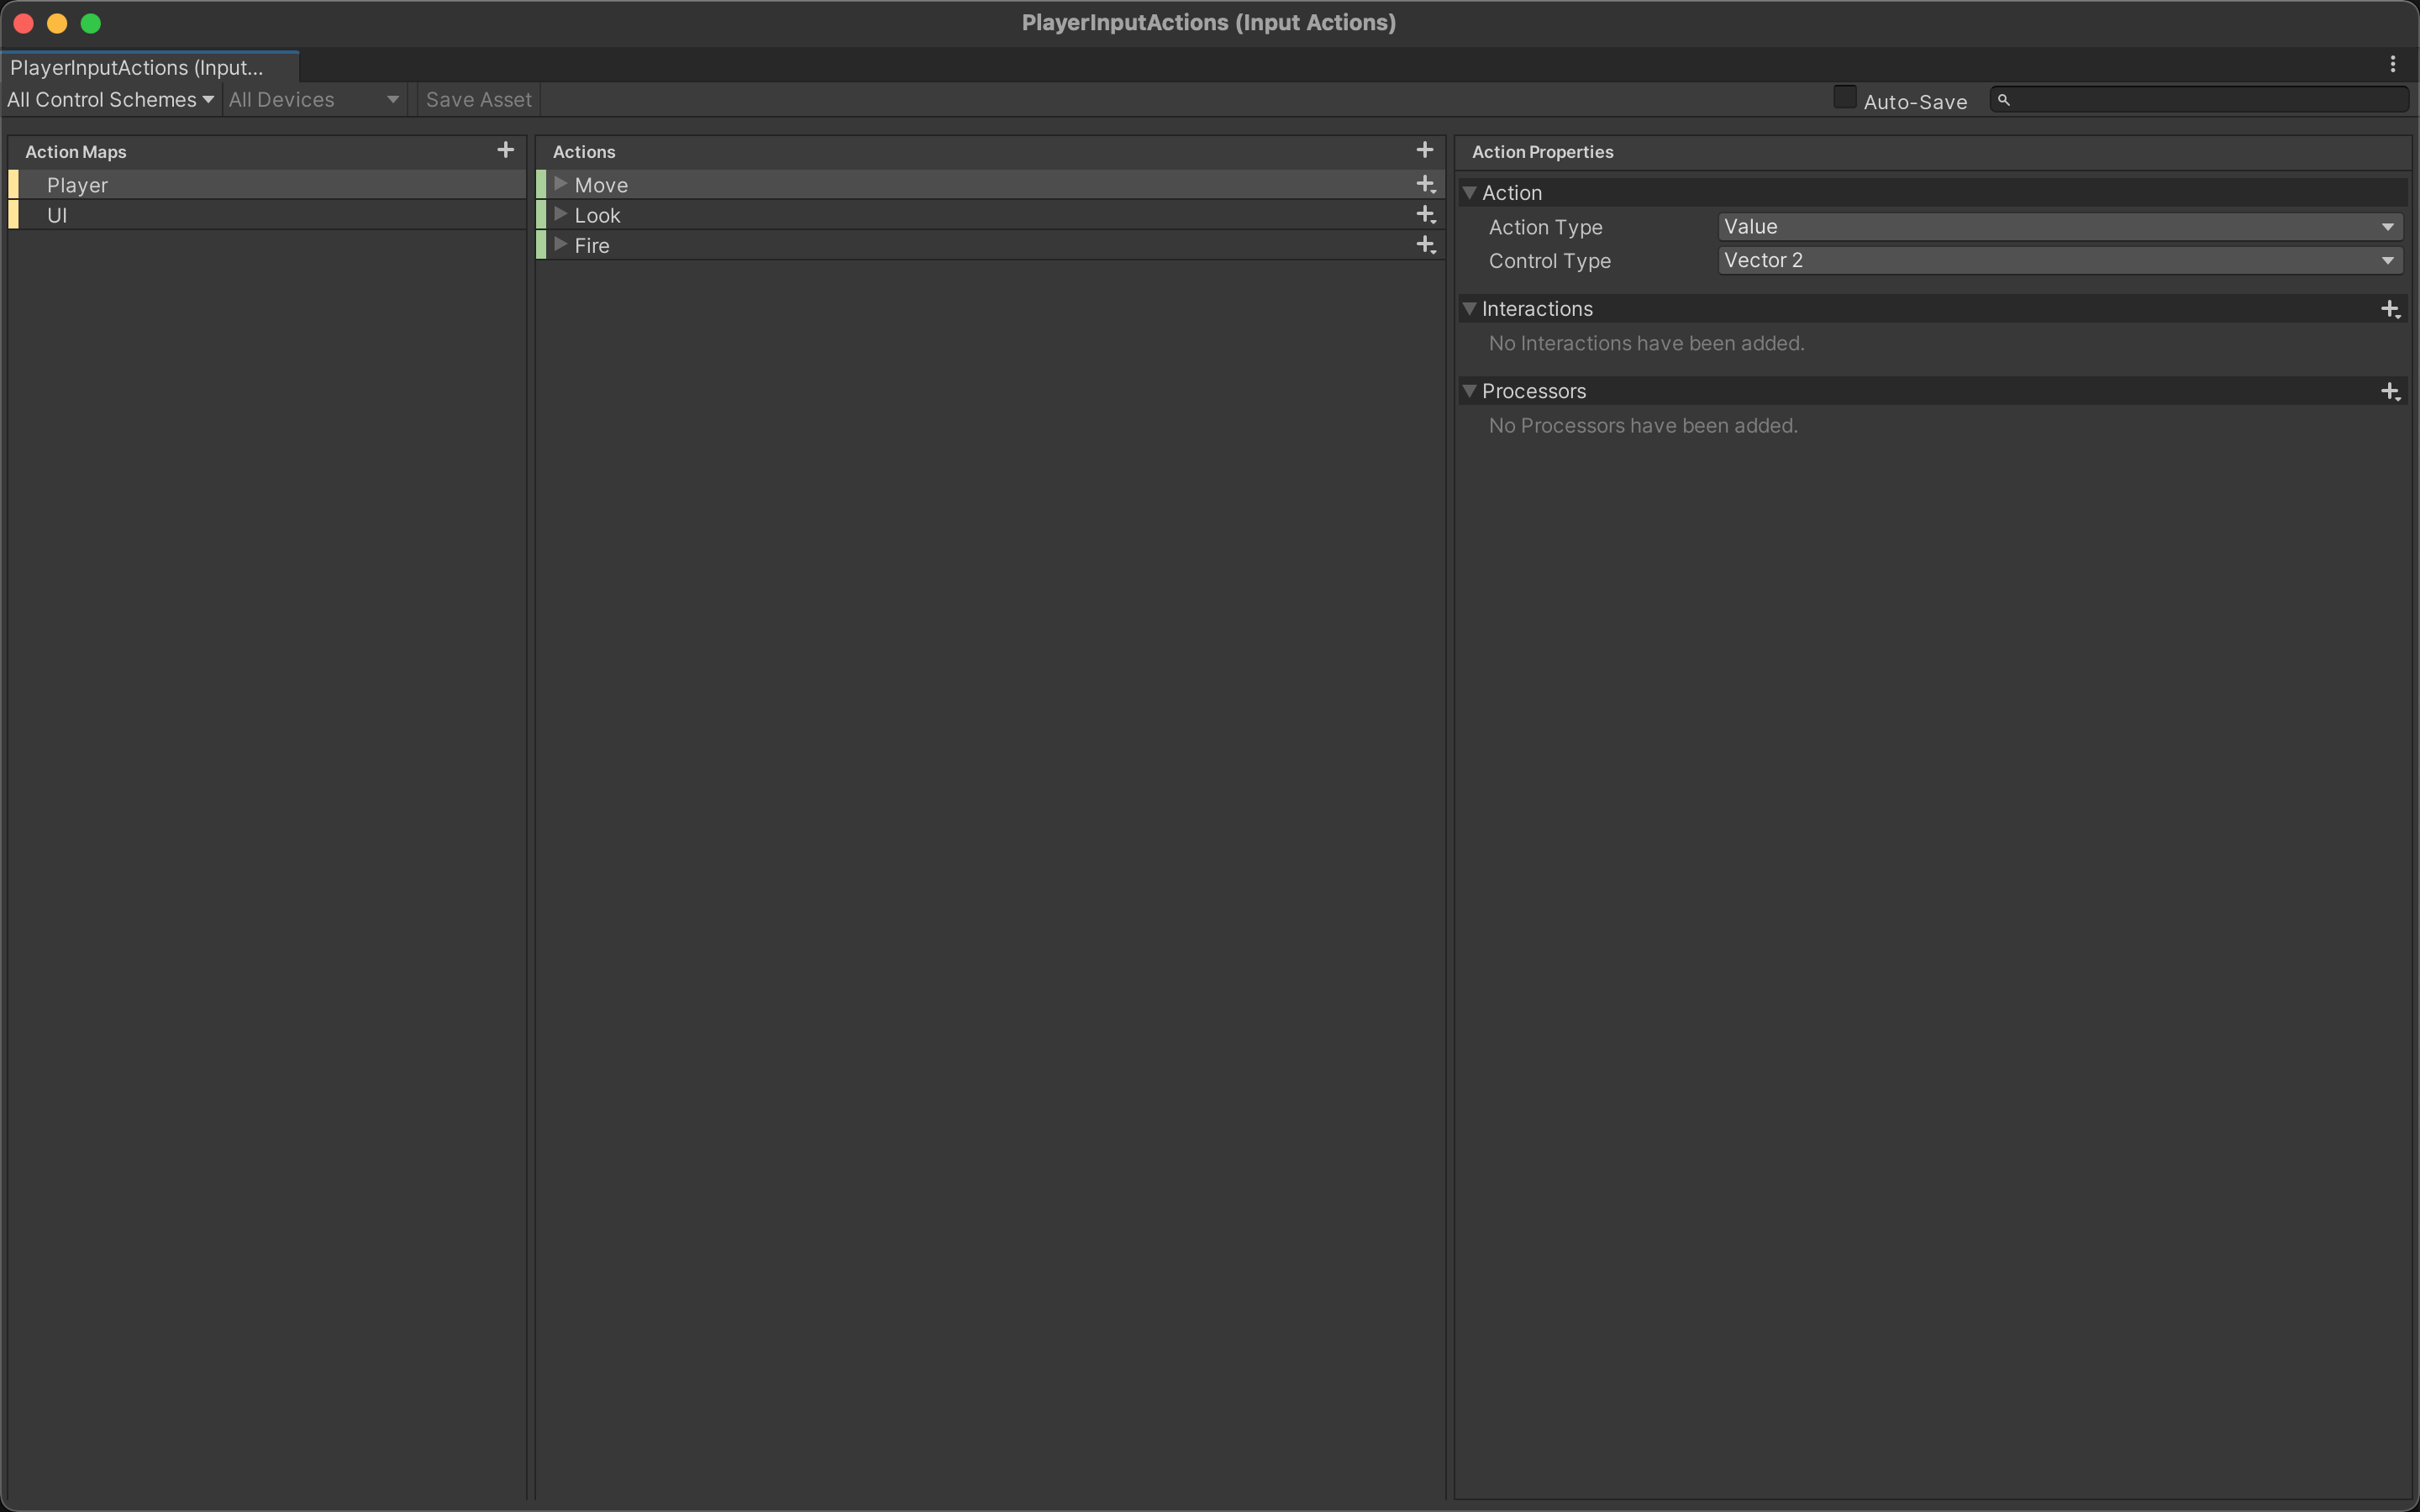 PlayerInputActions (Input Actions)
PlayerInputActions (Input...
All Control Schemes
All Devices
Save Asset
Auto-Save
Action Maps
Player
UI
Actions
Move
Look
Fire
Action Properties
Action
Action Type
Value
Control Type
Vector 2
Interactions
No Interactions have been added.
Processors
No Processors have been added.